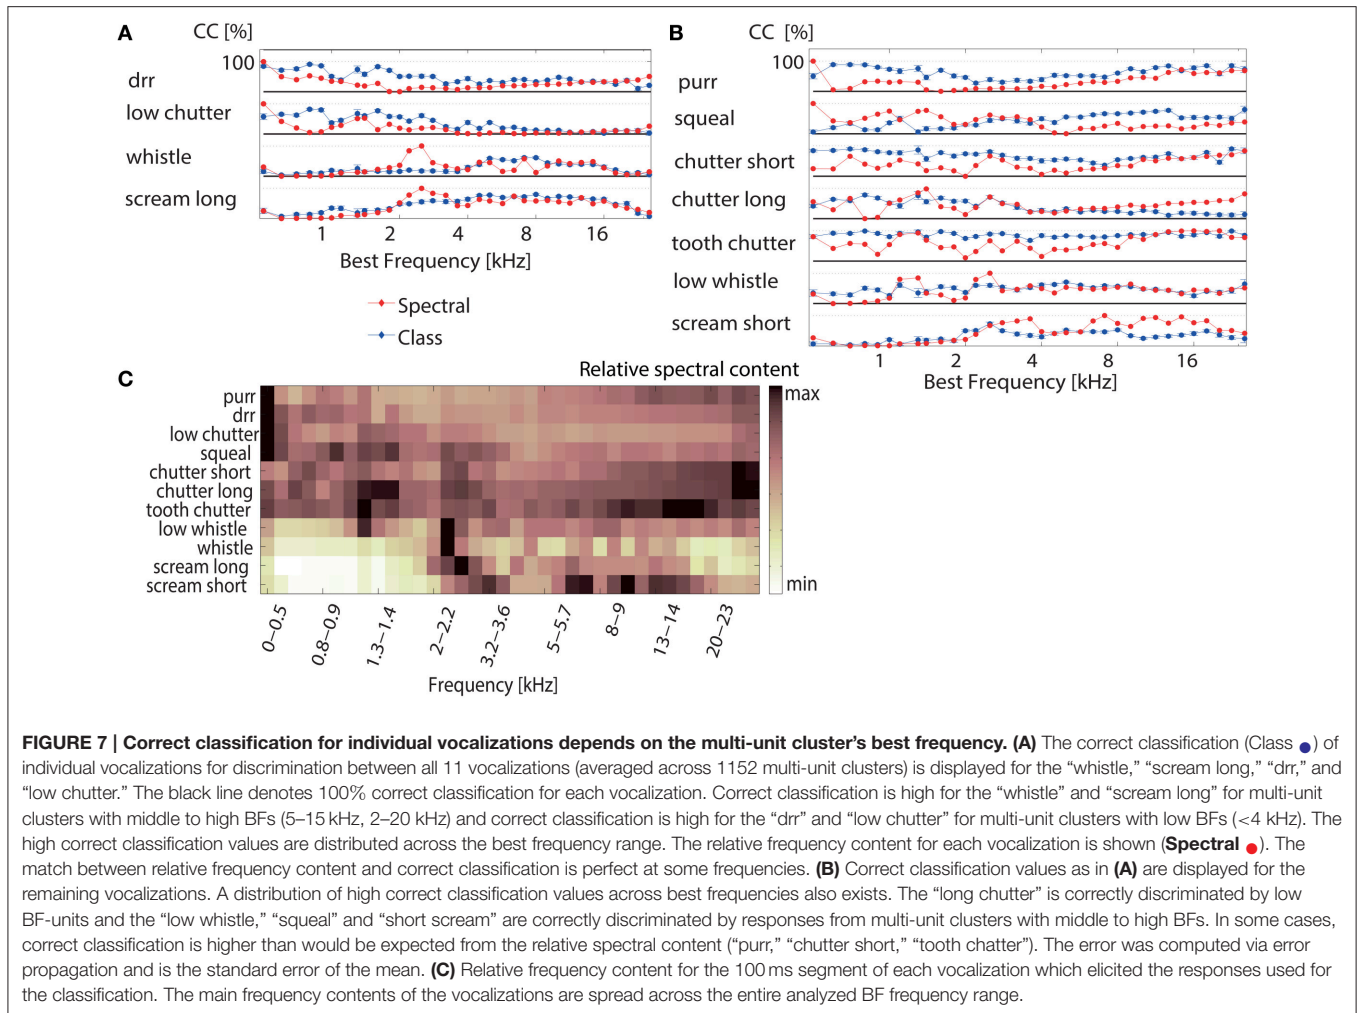 A
CC [%]
100
drr
low chutter
whistle
scream long
1 2 4 8 16
Best Frequency [kHz]
Spectral
Class
B
CC [%]
100
purr
squeal
chutter short
chutter long
tooth chutter
low whistle
scream short
1 2 4 8 16
Best Frequency [kHz]
C
Relative spectral content
max
min
purr
drr
low chutter
squeal
chutter short
chutter long
tooth chutter
low whistle
whistle
scream long
scream short
0–0.5 0.8–0.9 1.3–1.4 2–2.2 3.2–3.6 5–5.7 8–9 13–14 20–23
Frequency [kHz]
FIGURE 7 | Correct classification for individual vocalizations depends on the multi-unit cluster's best frequency. (A) The correct classification (Class ●) of
individual vocalizations for discrimination between all 11 vocalizations (averaged across 1152 multi-unit clusters) is displayed for the “whistle,” “scream long,” “drr,” and
“low chutter.” The black line denotes 100% correct classification for each vocalization. Correct classification is high for the “whistle” and “scream long” for multi-unit
clusters with middle to high BFs (5–15 kHz, 2–20 kHz) and correct classification is high for the “drr” and “low chutter” for multi-unit clusters with low BFs (<4 kHz). The
high correct classification values are distributed across the best frequency range. The relative frequency content for each vocalization is shown (Spectral ●). The
match between relative frequency content and correct classification is perfect at some frequencies. (B) Correct classification values as in (A) are displayed for the
remaining vocalizations. A distribution of high correct classification values across best frequencies also exists. The “long chutter” is correctly discriminated by low
BF-units and the “low whistle,” “squeal” and “short scream” are correctly discriminated by responses from multi-unit clusters with middle to high BFs. In some cases,
correct classification is higher than would be expected from the relative spectral content (“purr,” “chutter short,” “tooth chatter”). The error was computed via error
propagation and is the standard error of the mean. (C) Relative frequency content for the 100 ms segment of each vocalization which elicited the responses used for
the classification. The main frequency contents of the vocalizations are spread across the entire analyzed BF frequency range.